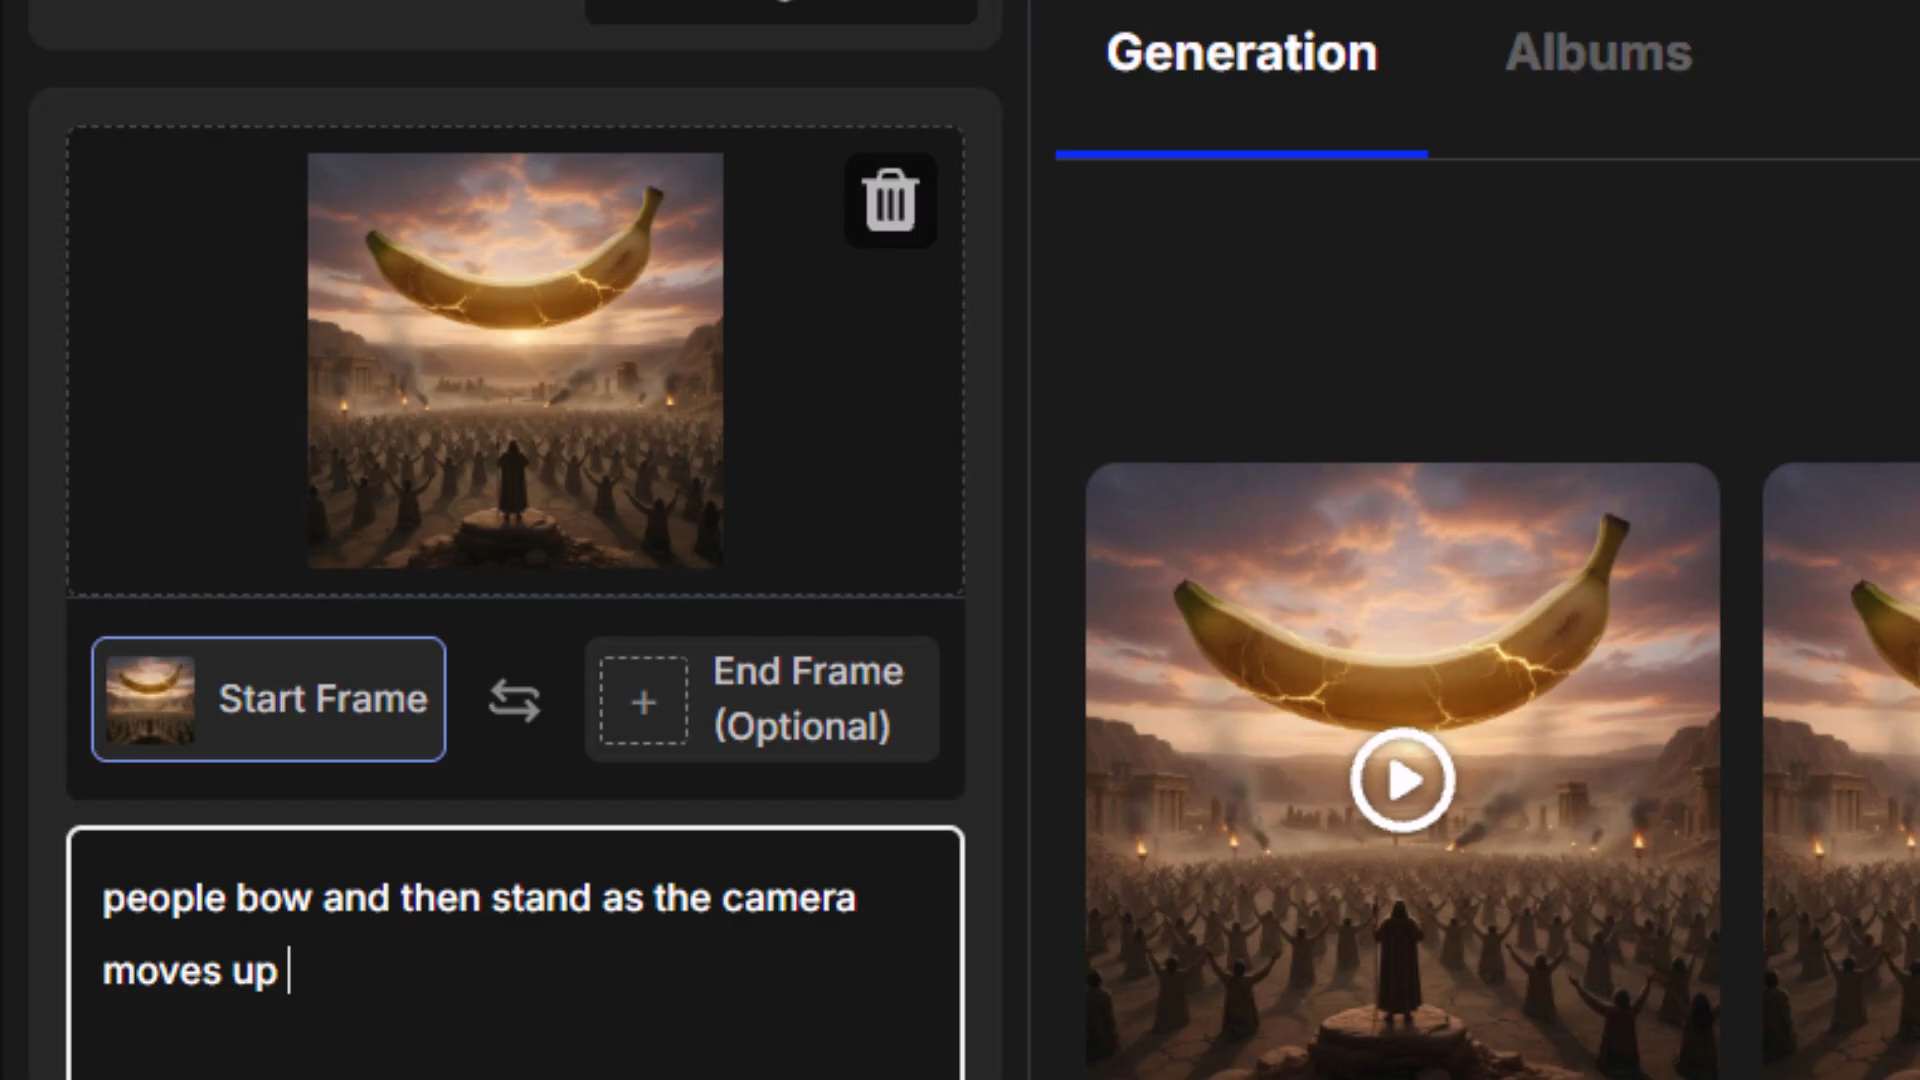 Generation
Albums
Start Frame
End Frame
(Optional)
people bow and then stand as the camera
moves up